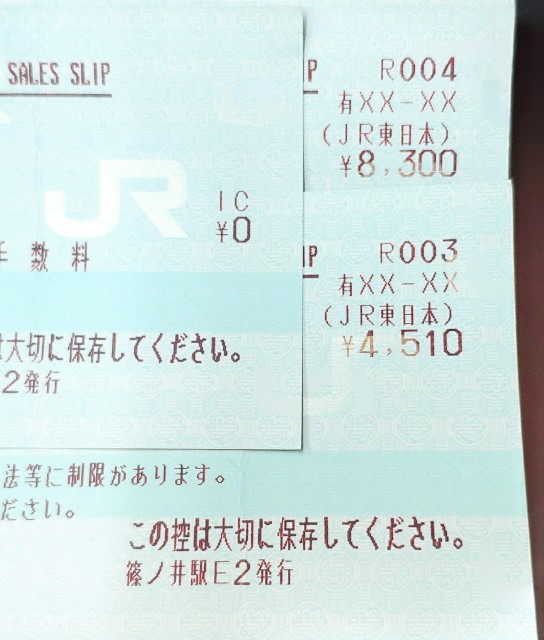 SALES SLIP
JR
IC
¥0
手数料
は大切に保存してください。
2発行
P R004
有XX-XX
(JR東日本)
¥8,300
IP R003
有XX-XX
(JR東日本)
¥4,510
法等に制限があります。
ださい。
この控は大切に保存してください。
篠ノ井駅E2発行